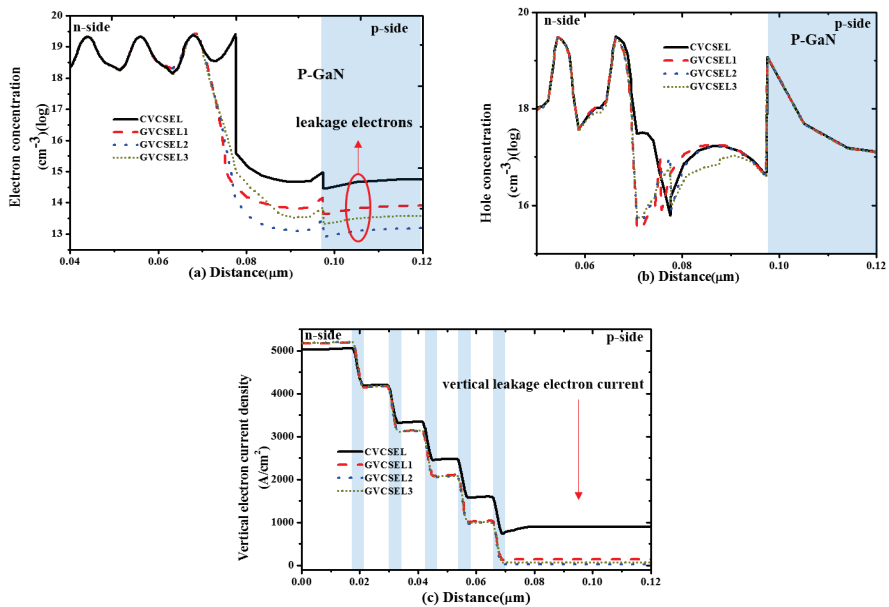 n-side
p-side
P-GaN
leakage electrons
CVCSEL
GVCSEL1
GVCSEL2
GVCSEL3
Electron concentration
(cm-3)(log)
20
19
18
17
16
15
14
13
0.04
0.06
0.08
0.10
0.12
(a) Distance(μm)
n-side
p-side
P-GaN
CVCSEL
GVCSEL1
GVCSEL2
GVCSEL3
Hole concentration
(cm-3)(log)
20
18
16
0.06
0.08
0.10
0.12
(b) Distance(μm)
n-side
p-side
vertical leakage electron current
CVCSEL
GVCSEL1
GVCSEL2
GVCSEL3
Vertical electron current density
(A/cm²)
5000
4000
3000
2000
1000
0
0.00
0.02
0.04
0.06
0.08
0.10
0.12
(c) Distance(μm)